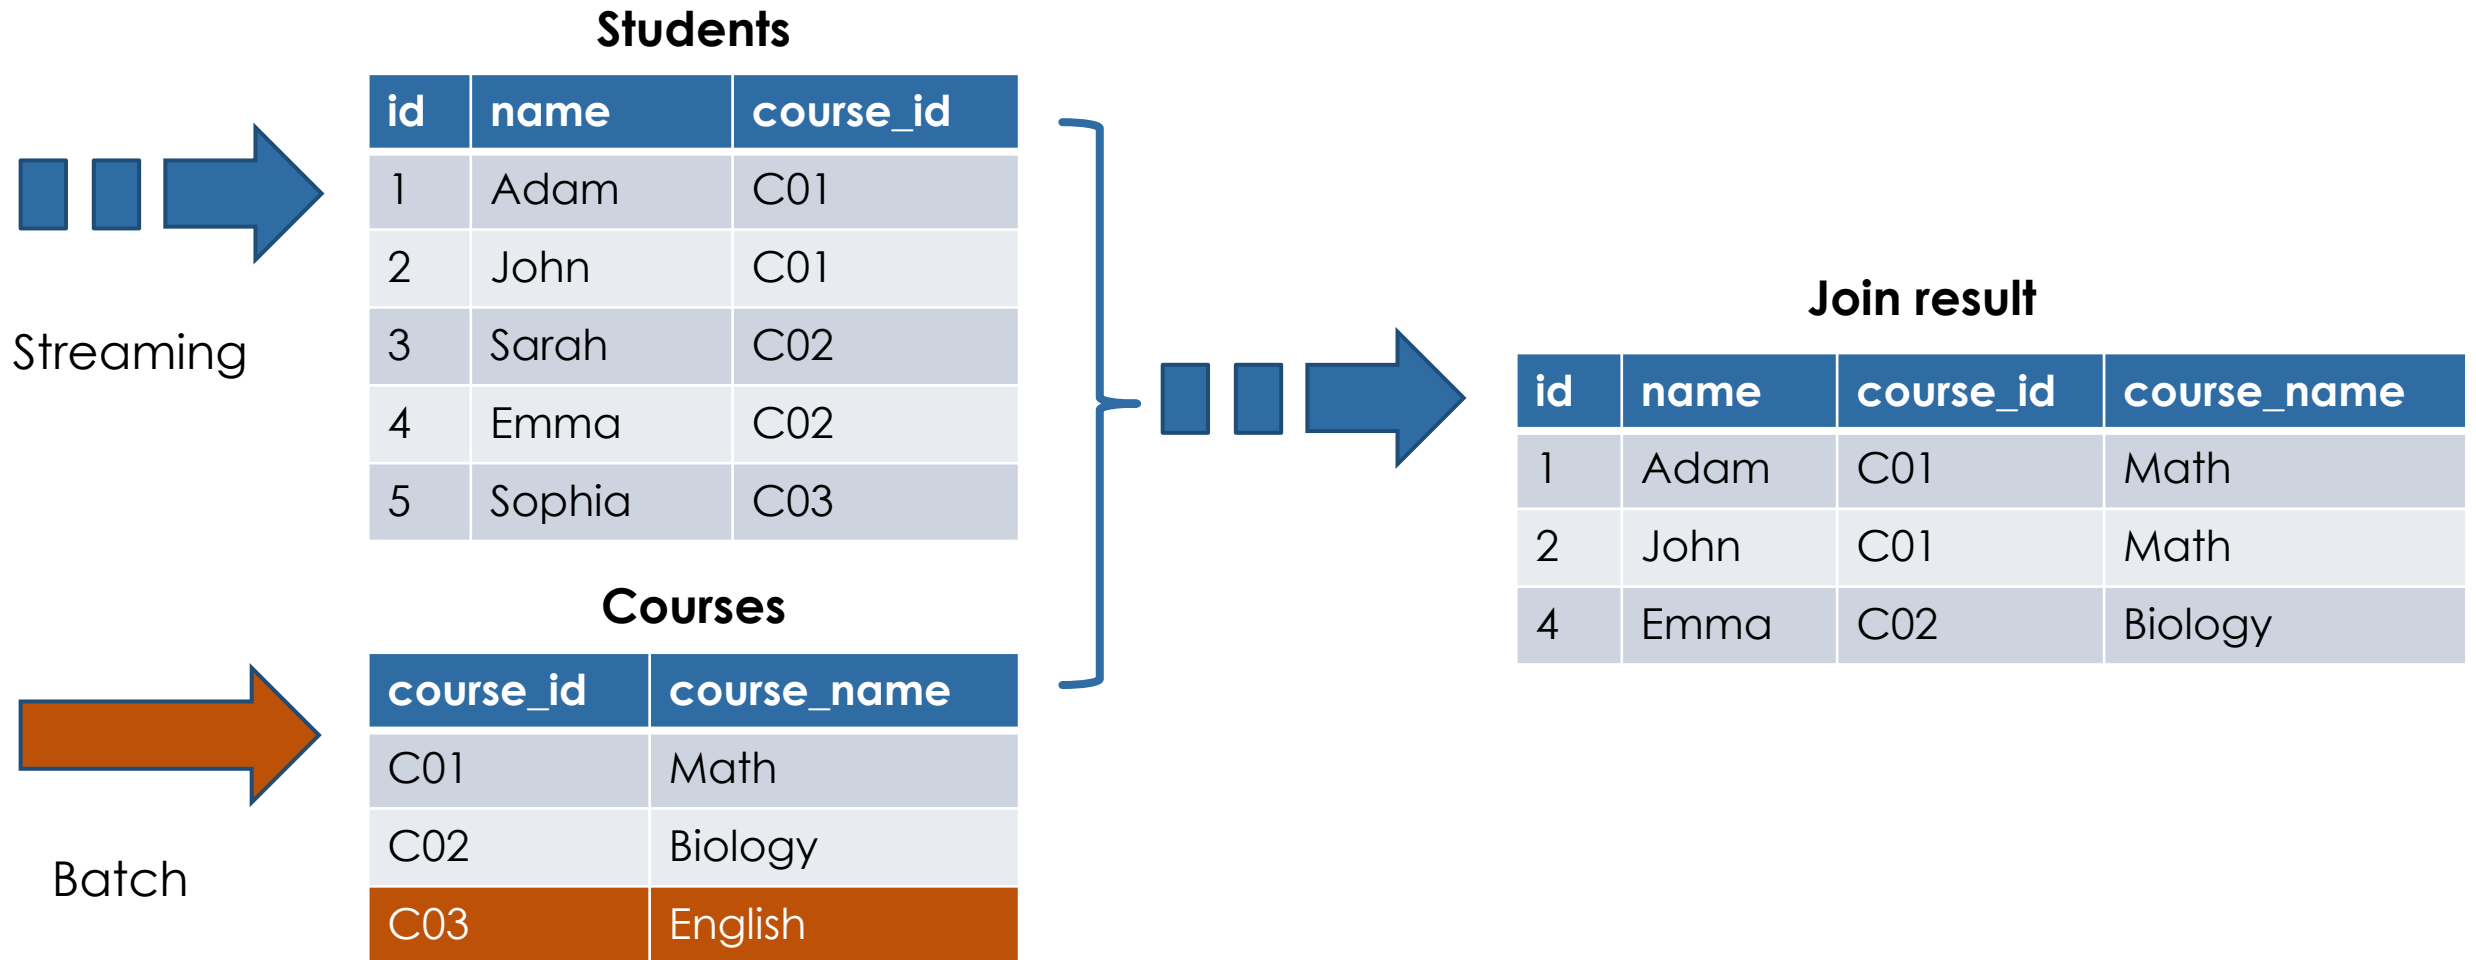 Students
id name course_id
1 Adam C01
2 John C01
3 Sarah C02
4 Emma C02
5 Sophia C03
Streaming
Courses
course_id course_name
C01 Math
C02 Biology
C03 English
Batch
Join result
id name course_id course_name
1 Adam C01 Math
2 John C01 Math
4 Emma C02 Biology